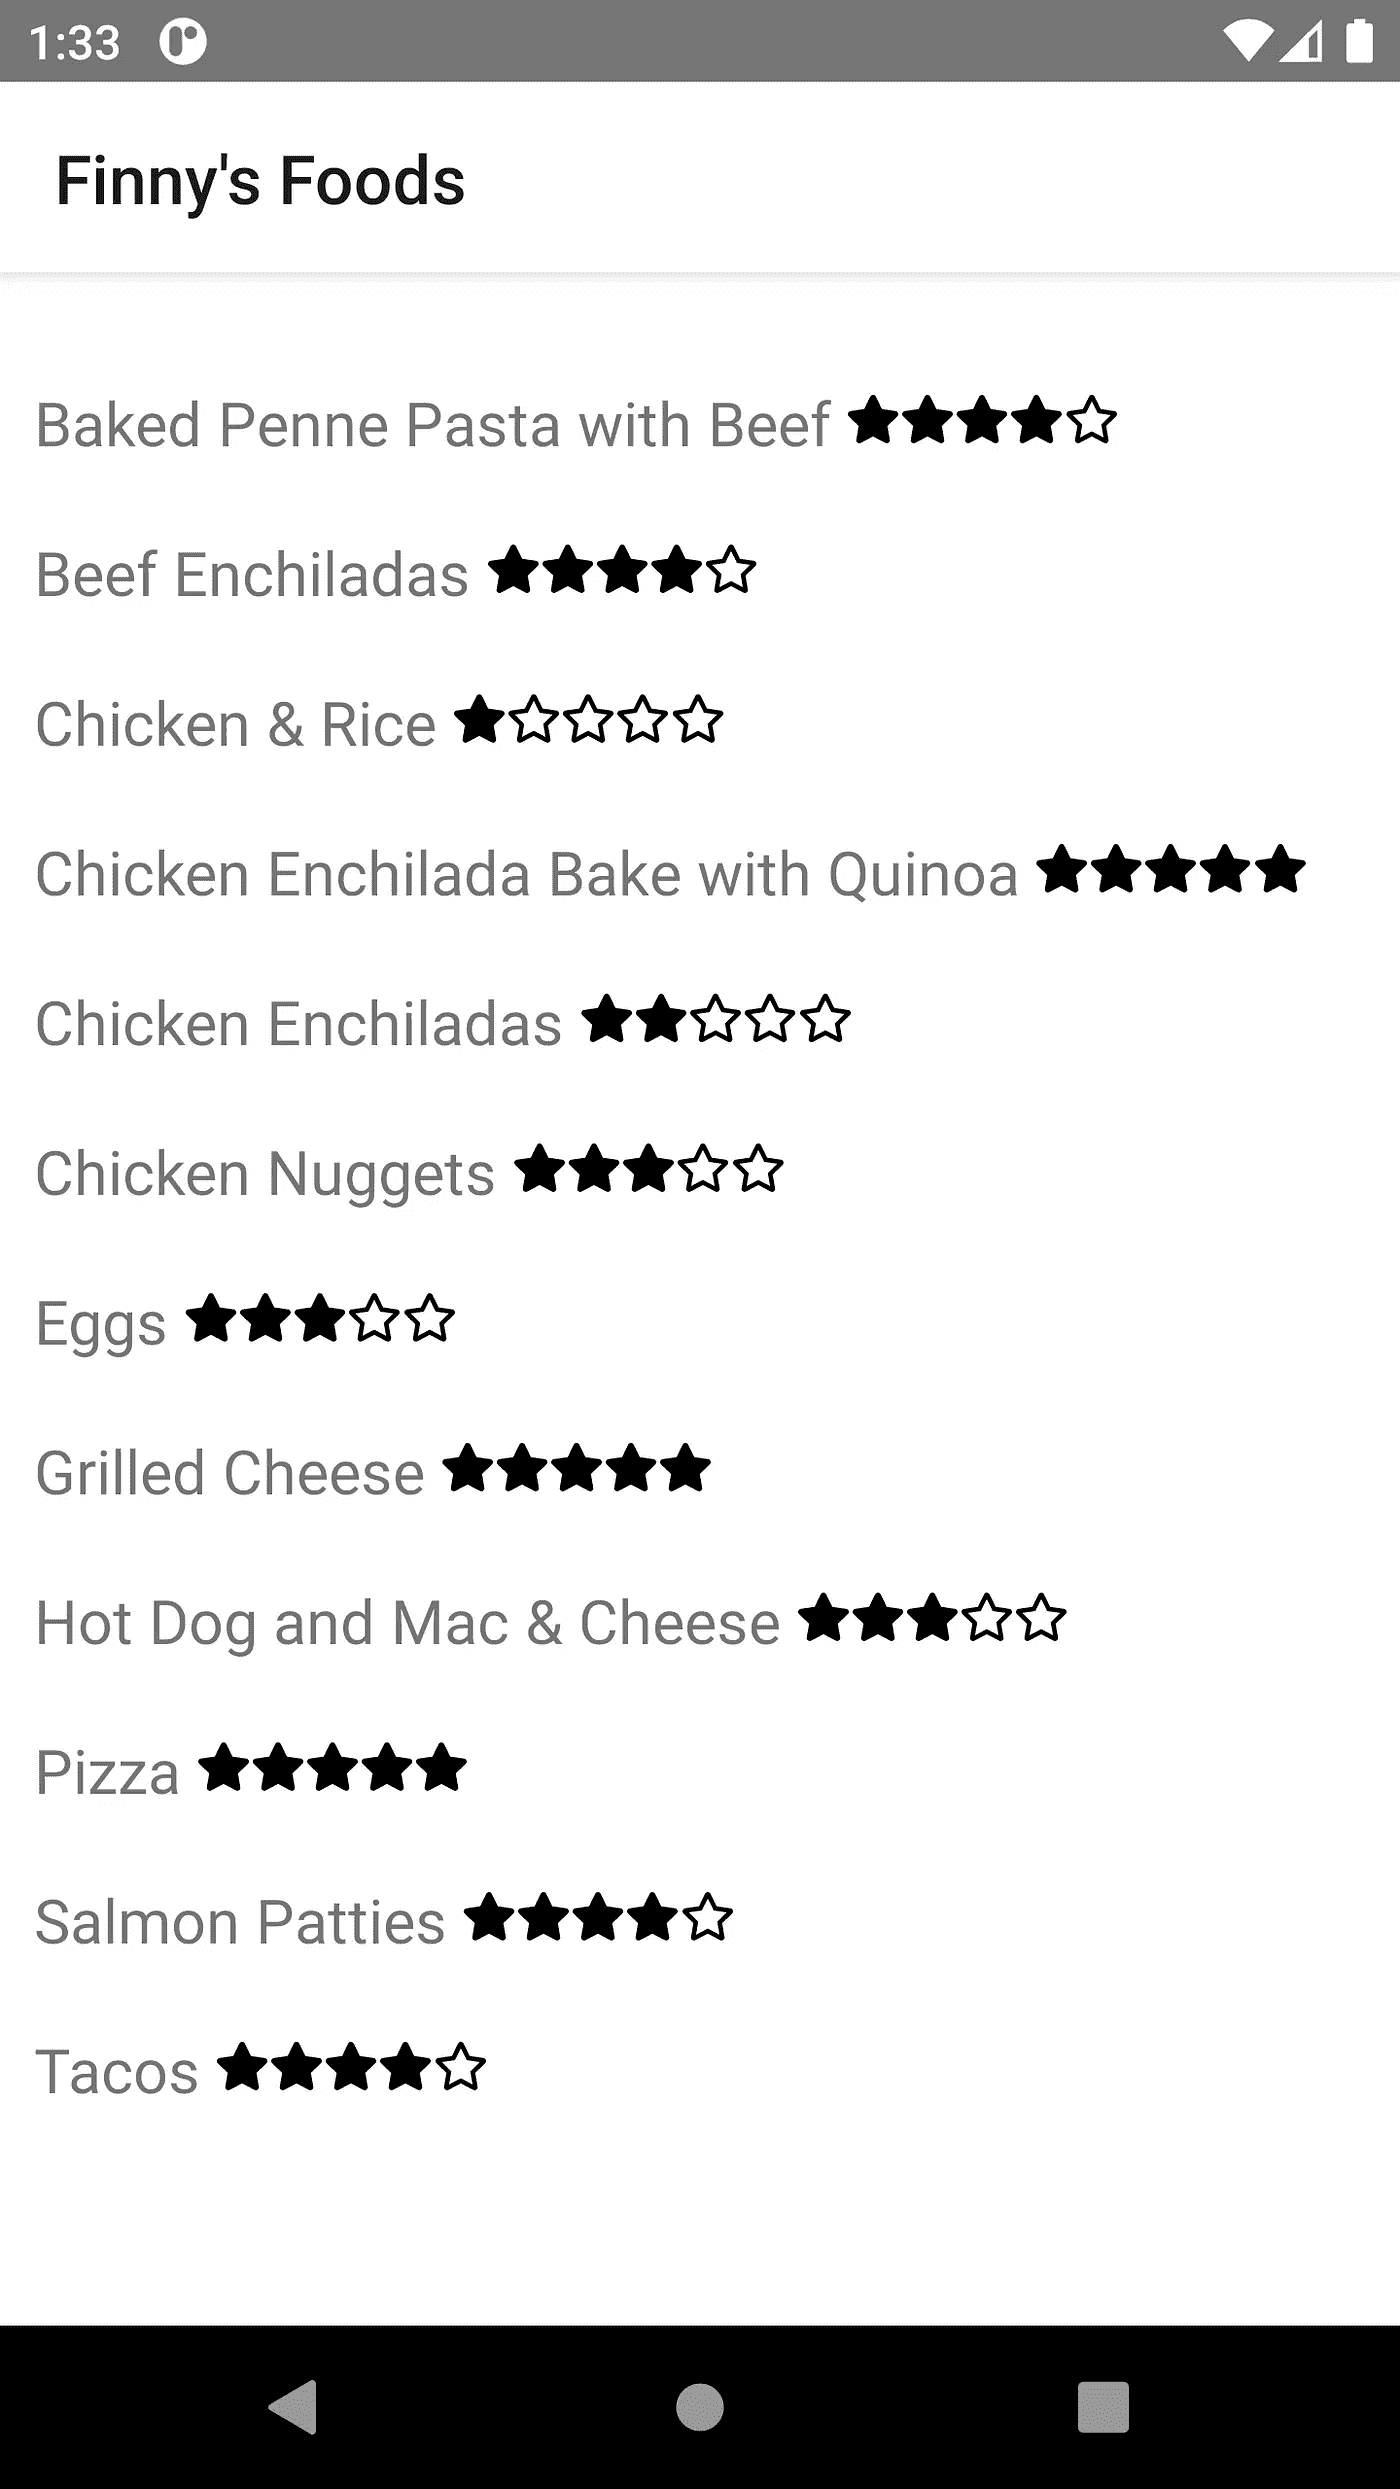 1:33
Finny's Foods
Baked Penne Pasta with Beef ★★★★☆
Beef Enchiladas ★★★★☆
Chicken & Rice ★☆☆☆☆
Chicken Enchilada Bake with Quinoa ★★★★★
Chicken Enchiladas ★★☆☆☆
Chicken Nuggets ★★★☆☆
Eggs ★★★☆☆
Grilled Cheese ★★★★★
Hot Dog and Mac & Cheese ★★★☆☆
Pizza ★★★★★
Salmon Patties ★★★★☆
Tacos ★★★★☆